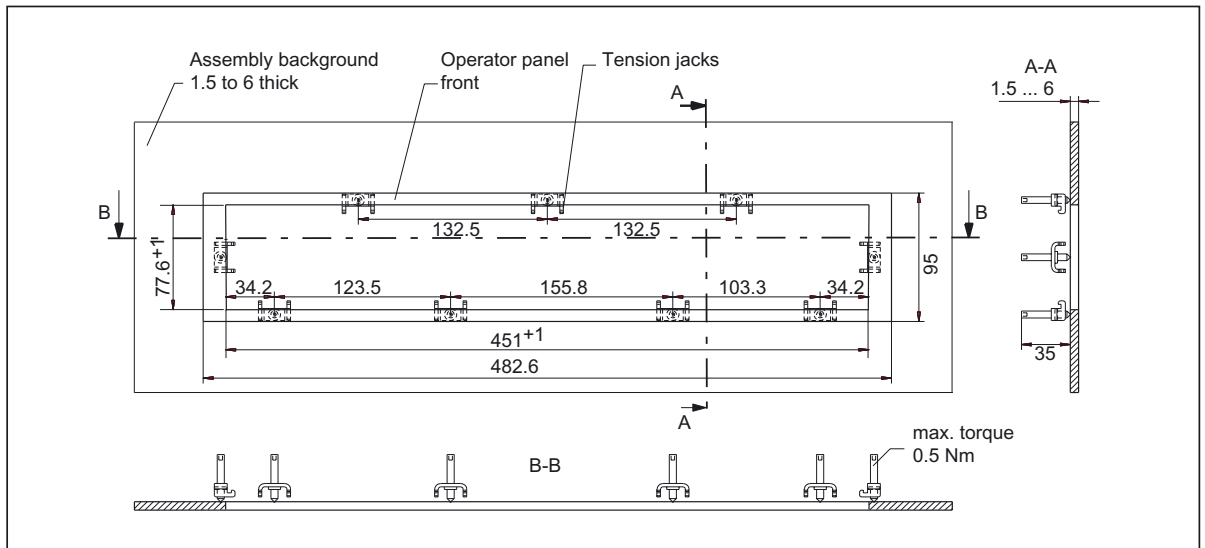 Assembly background
1.5 to 6 thick
Operator panel
front
Tension jacks
A
A-A
1.5 ... 6
B
B
132.5
132.5
77.6+1
95
34.2
123.5
155.8
103.3
34.2
451+1
482.6
35
A
B-B
max. torque
0.5 Nm